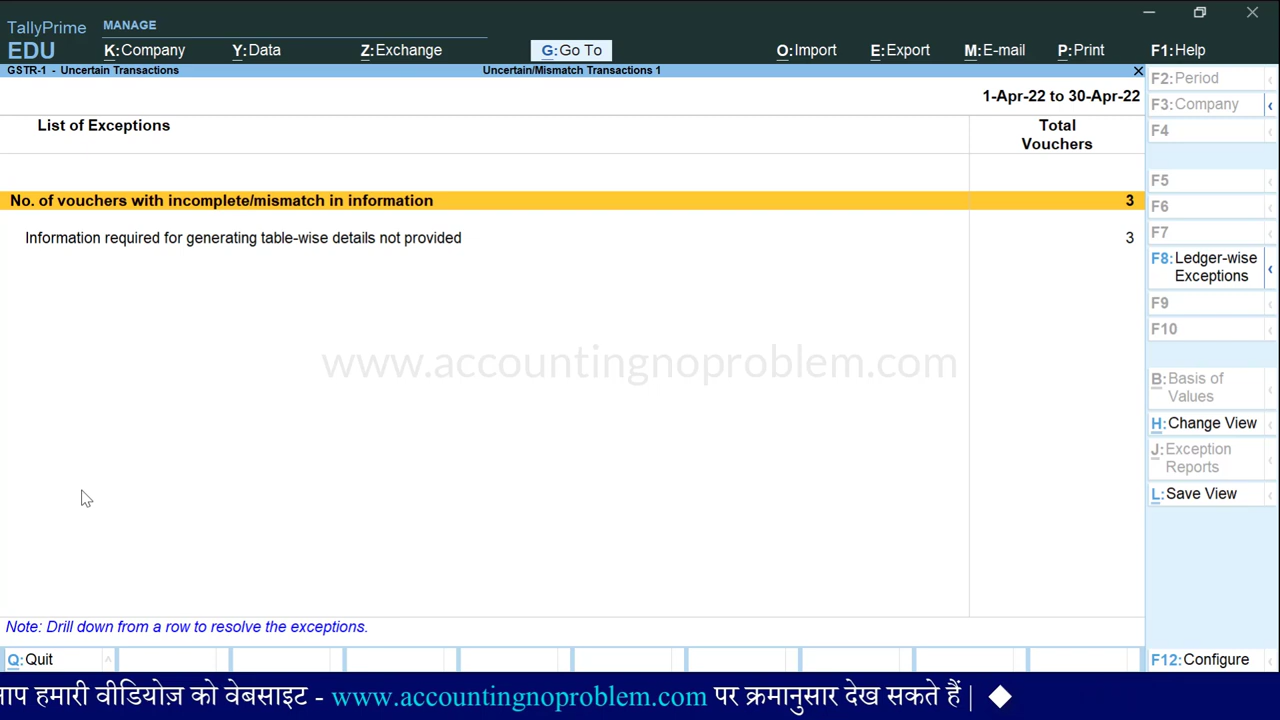 TallyPrime MANAGE
EDU K:Company Y:Data Z:Exchange G:Go To O:Import E:Export M:E-mail P:Print F1:Help
GSTR-1 - Uncertain Transactions Uncertain/Mismatch Transactions 1
1-Apr-22 to 30-Apr-22
List of Exceptions
Total
Vouchers
No. of vouchers with incomplete/mismatch in information 3
Information required for generating table-wise details not provided 3
www.accountingnoproblem.com
Note: Drill down from a row to resolve the exceptions.
Q:Quit
F2:Period
F3:Company
F4
F5
F6
F7
F8:Ledger-wise
Exceptions
F9
F10
B:Basis of
Values
H:Change View
J:Exception
Reports
L:Save View
F12:Configure
हमारी वीडियोज़ को वेबसाइट - www.accountingnoproblem.com पर क्रमानुसार देख सकते हैं |